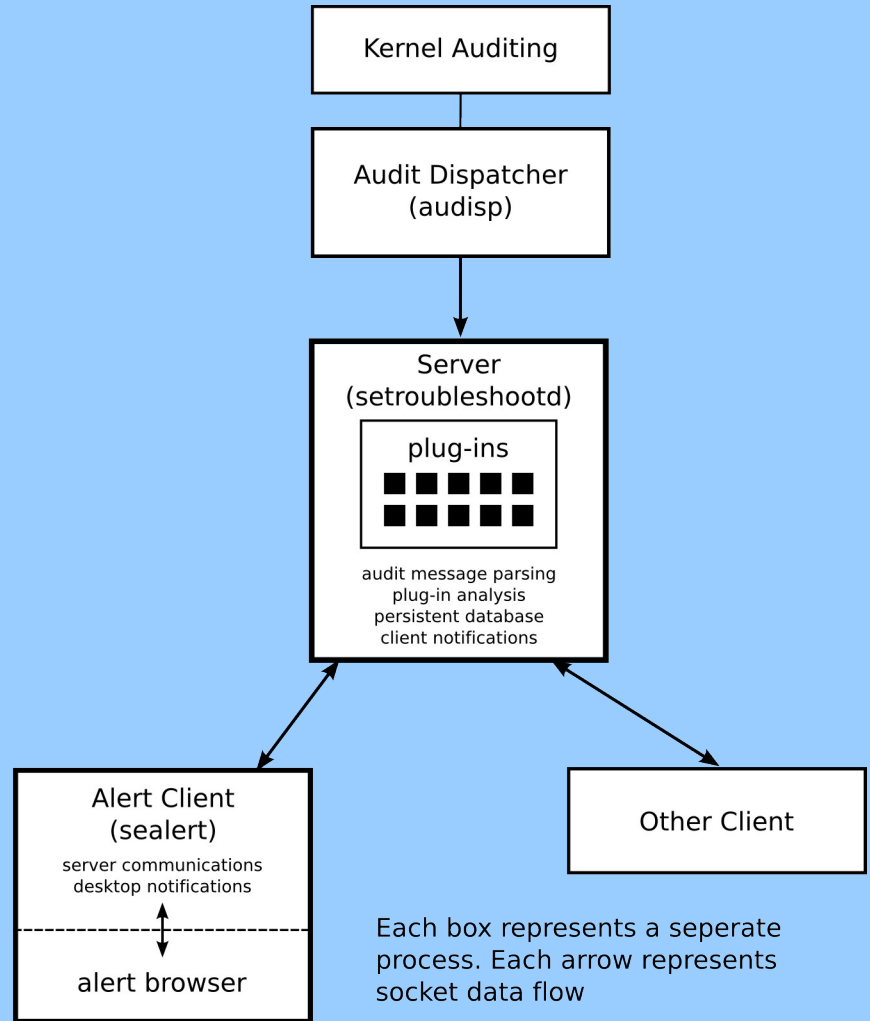 Kernel Auditing
Audit Dispatcher
(audisp)
Server
(setroubleshootd)
plug-ins
audit message parsing
plug-in analysis
persistent database
client notifications
Alert Client
(sealert)
server communications
desktop notifications
alert browser
Other Client
Each box represents a seperate
process. Each arrow represents
socket data flow